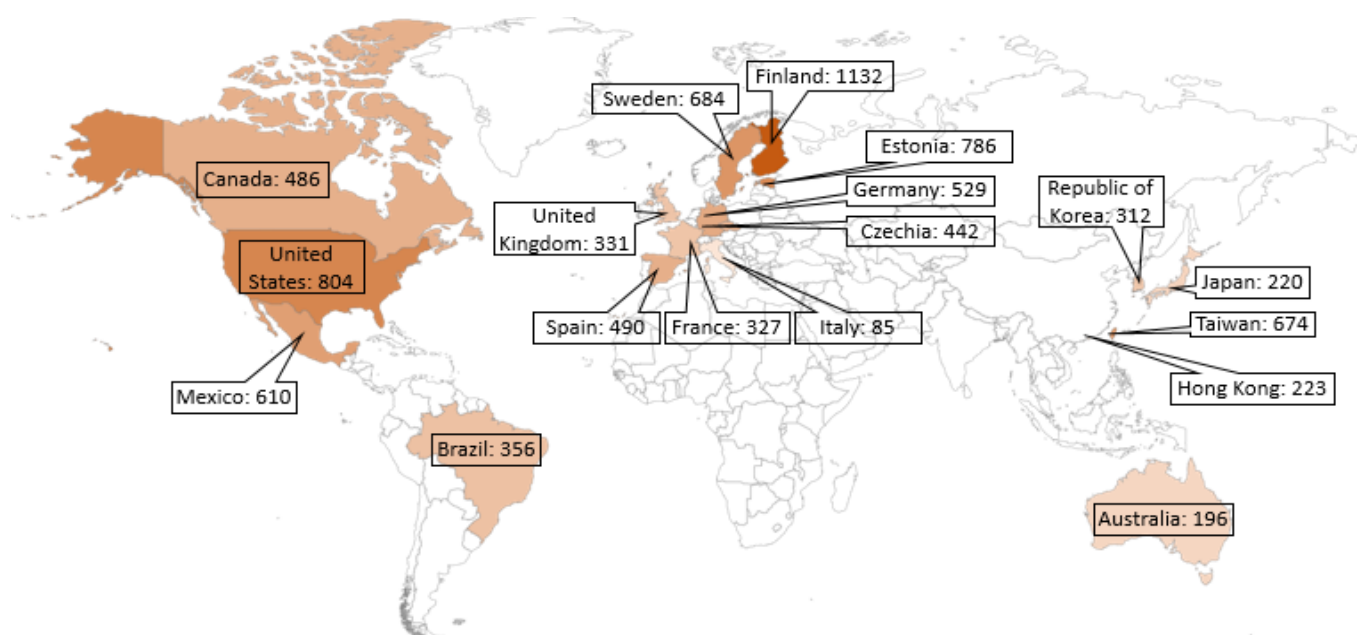 Finland: 1132
Sweden: 684
Estonia: 786
Canada: 486
Germany: 529
Republic of
Korea: 312
United
Kingdom: 331
Czechia: 442
United
States: 804
Japan: 220
Spain: 490
France: 327
Italy: 85
Taiwan: 674
Mexico: 610
Hong Kong: 223
Brazil: 356
Australia: 196